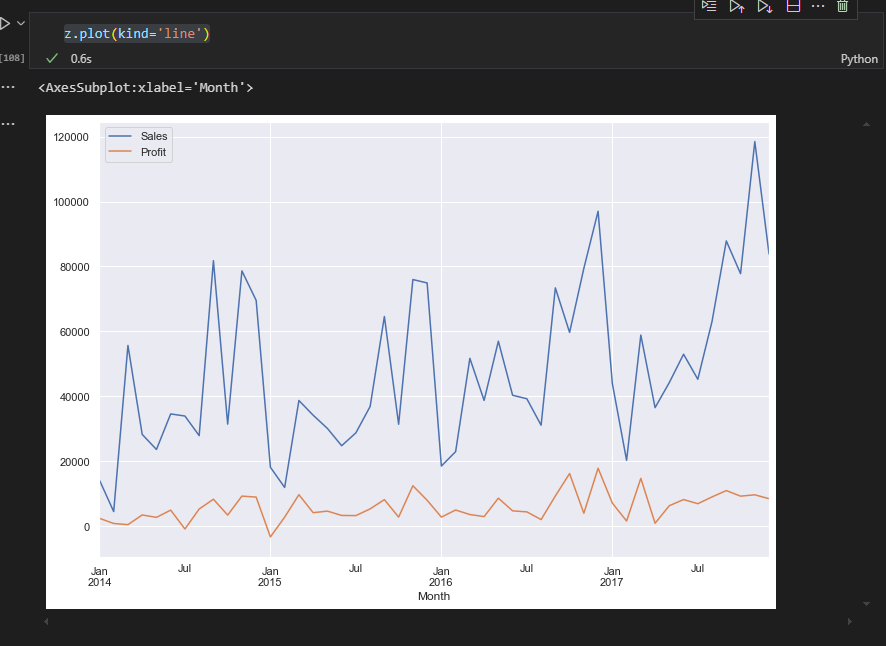 z.plot(kind='line')
[108]
0.6s
Python
<AxesSubplot:xlabel='Month'>
Sales
Profit
120000
100000
80000
60000
40000
20000
0
Jan Jul Jan Jul Jan Jul Jan Jul
2014 2015 2016 2017
Month